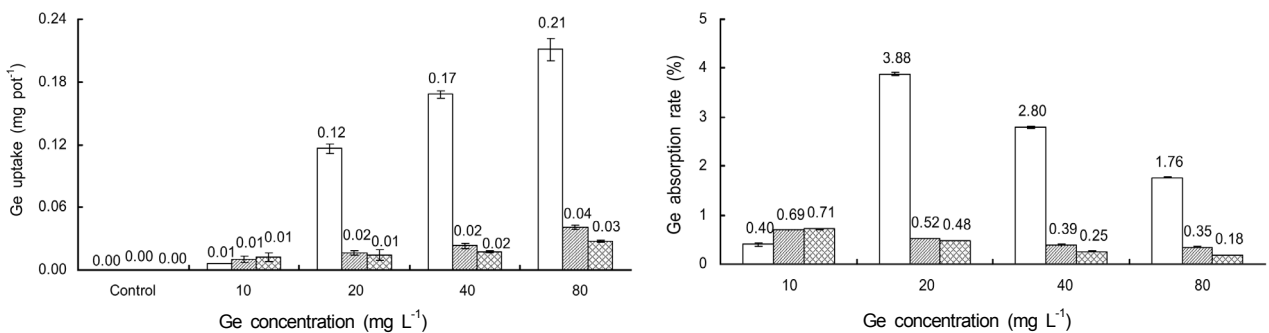 Ge uptake (mg pot⁻¹)
0.24
0.18
0.12
0.06
0.00
0.00 0.00 0.00
0.01 0.01 0.01
0.12 0.02 0.01
0.17 0.02 0.02
0.21 0.04 0.03
Control 10 20 40 80
Ge concentration (mg L⁻¹)
Ge absorption rate (%)
5
4
3
2
1
0
0.40 0.69 0.71
3.88 0.52 0.48
2.80 0.39 0.25
1.76 0.35 0.18
10 20 40 80
Ge concentration (mg L⁻¹)